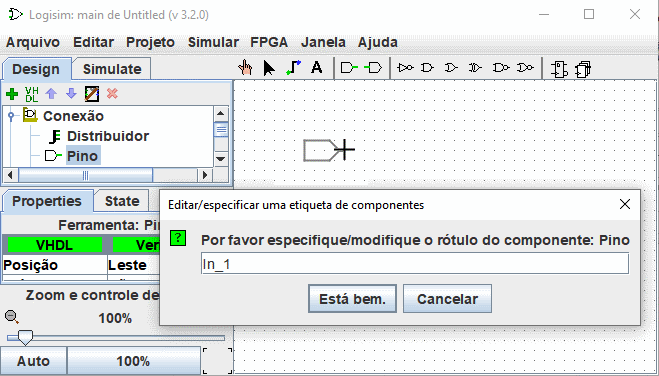 Logisim: main de Untitled (v 3.2.0)
Arquivo Editar Projeto Simular FPGA Janela Ajuda
Design Simulate
A
VH
DL
Conexão
Distribuidor
Pino
Properties State
Ferramenta: Pin
VHDL Ver
Posição Leste
Zoom e controle de
100%
Auto 100%
Editar/especificar uma etiqueta de componentes
?
Por favor especifique/modifique o rótulo do componente: Pino
In_1
Está bem. Cancelar